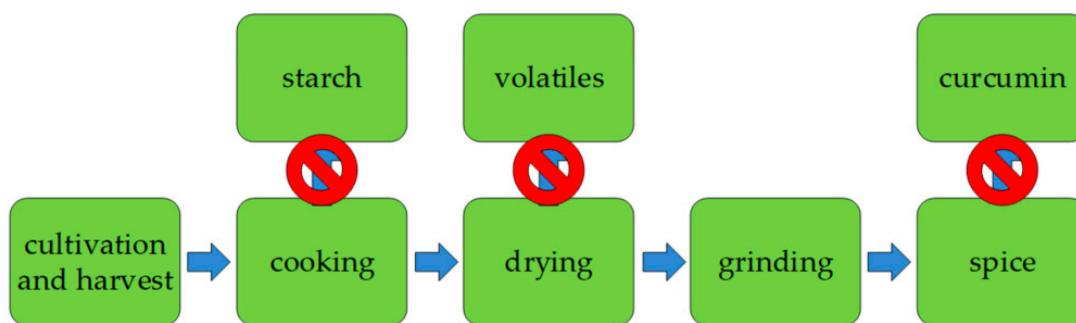 starch
volatiles
curcumin
cultivation
and harvest
cooking
drying
grinding
spice